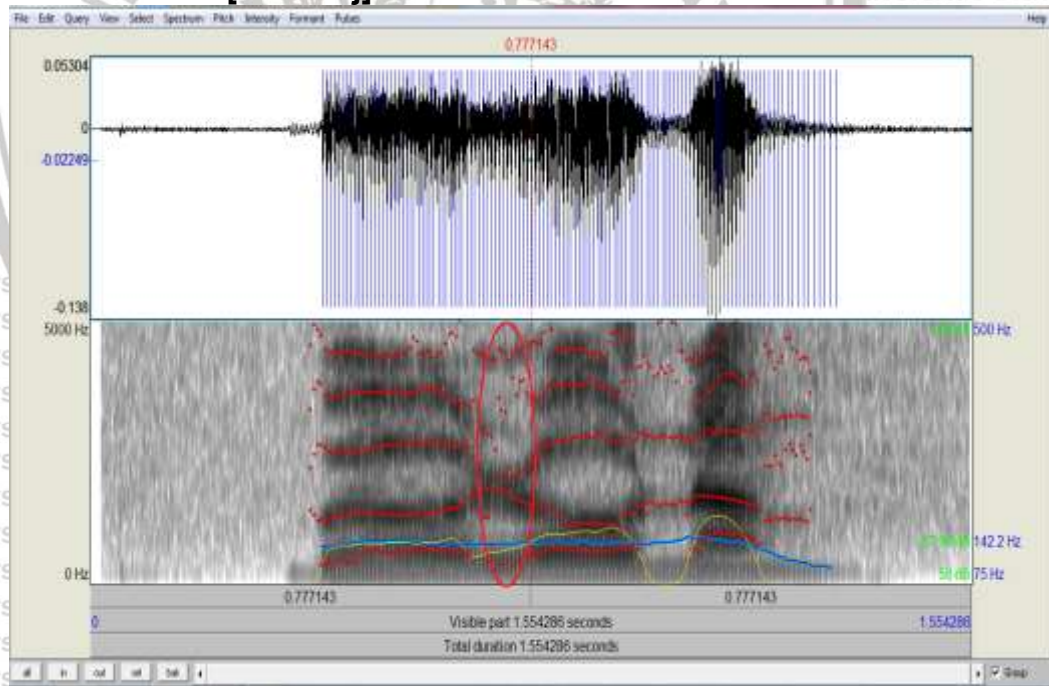 File Edit Query View Select Spectrum Pitch Intensity Formant Pulses Help
0.777143
0.05304
0
-0.02249
-0.138
5000 Hz 500 Hz
142.2 Hz
0 Hz 75 Hz
0.777143 0.777143
0 Visible part 1.554286 seconds 1.554286
Total duration 1.554286 seconds
all in out sel bak Group